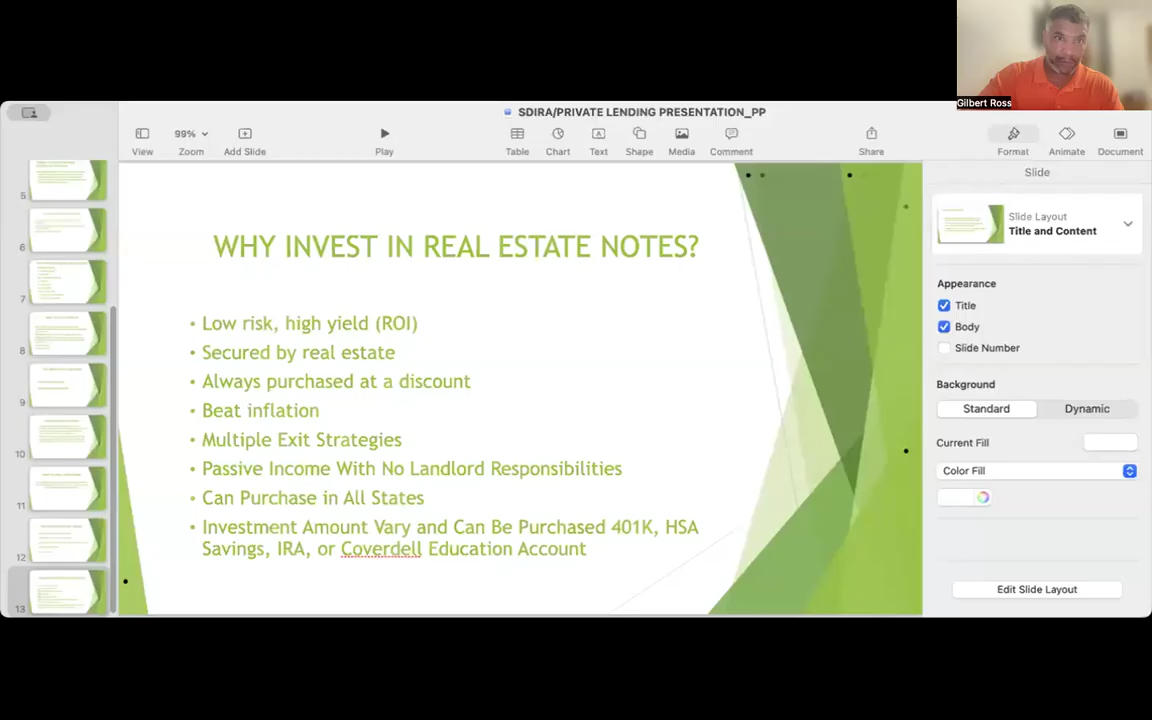 Gilbert Ross
SDIRA/PRIVATE LENDING PRESENTATION_PP
99%
View
Zoom
Add Slide
Play
Table
Chart
Text
Shape
Media
Comment
Share
Format
Animate
Document
5
6
7
8
9
10
11
12
13
WHY INVEST IN REAL ESTATE NOTES?
• Low risk, high yield (ROI)
• Secured by real estate
• Always purchased at a discount
• Beat inflation
• Multiple Exit Strategies
• Passive Income With No Landlord Responsibilities
• Can Purchase in All States
• Investment Amount Vary and Can Be Purchased 401K, HSA
Savings, IRA, or Coverdell Education Account
Slide
Slide Layout
Title and Content
Appearance
Title
Body
Slide Number
Background
Standard
Dynamic
Current Fill
Color Fill
Edit Slide Layout